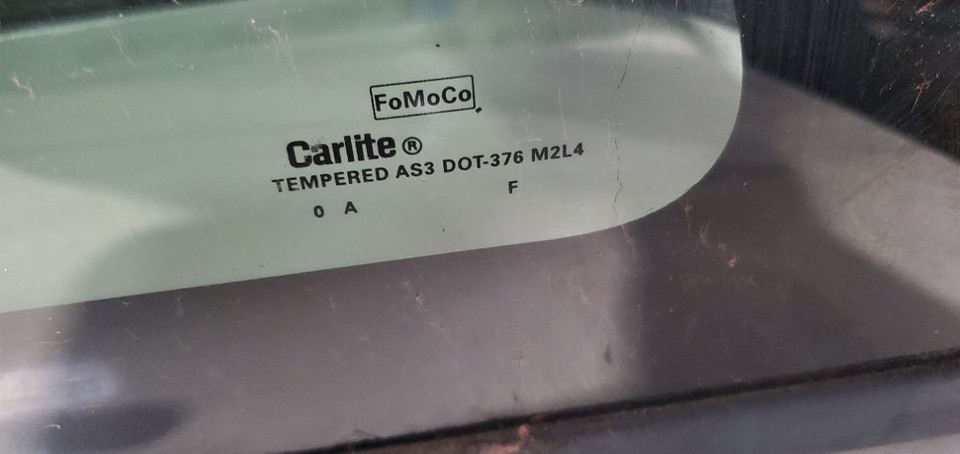 FoMoCo
Carlite ®
TEMPERED AS3 DOT-376 M2L4
0 A F